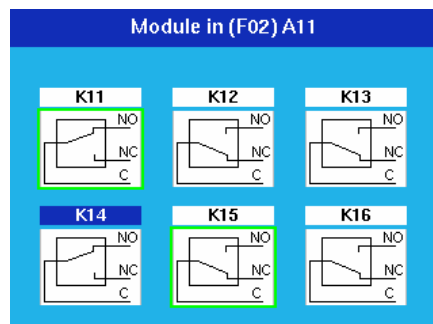 Module in (F02) A11
K11 K12 K13
NO NO NO
NC NC NC
C C C
K14 K15 K16
NO NO NO
NC NC NC
C C C